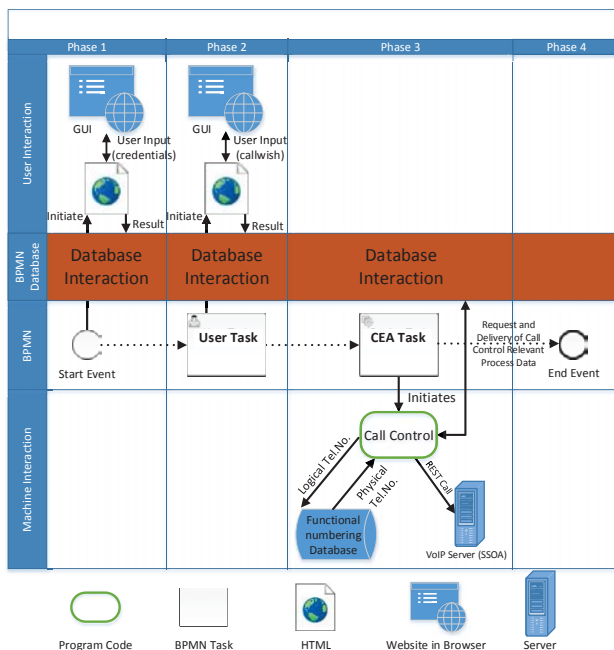 Phase 1
Phase 2
Phase 3
Phase 4
User Interaction
GUI
User Input
(credentials)
Initiate
Result
GUI
User Input
(callwish)
Initiate
Result
BPMN
Database
Database
Interaction
Database
Interaction
Database
Interaction
BPMN
Start Event
User Task
CEA Task
Request and
Delivery of Call
Control Relevant
Process Data
End Event
Machine Interaction
Initiates
Call Control
Logical Tel.No.
Physical
Tel.No.
REST Call
Functional
numbering
Database
VoIP Server (SSOA)
Program Code
BPMN Task
HTML
Website in Browser
Server